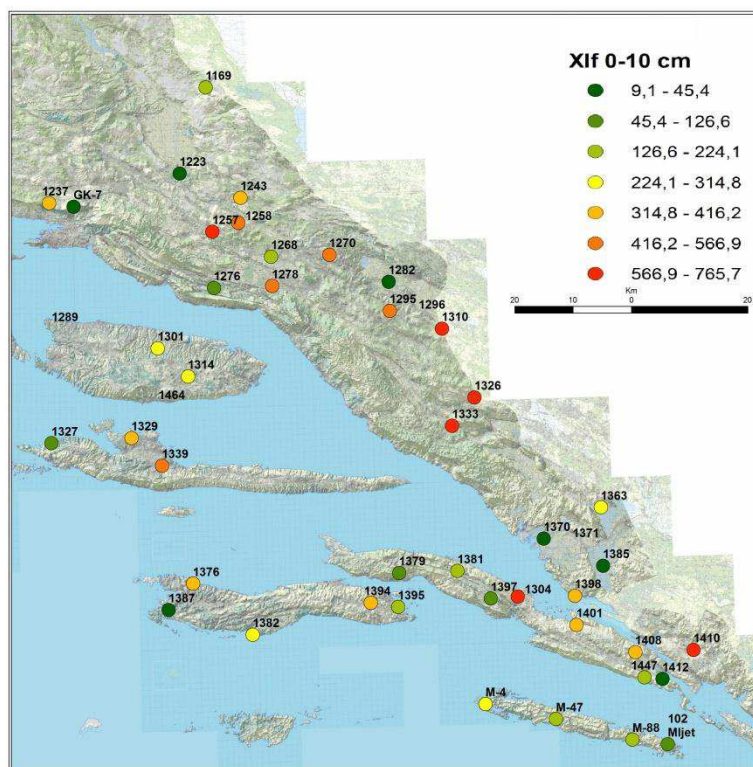 Xlf 0-10 cm
9,1 - 45,4
45,4 - 126,6
126,6 - 224,1
224,1 - 314,8
314,8 - 416,2
416,2 - 566,9
566,9 - 765,7
Km
20 10 0 20
1169
1223
1237
GK-7
1243
1257
1258
1268
1270
1276
1278
1282
1295
1296
1310
1289
1301
1314
1464
1326
1333
1327
1329
1339
1363
1370
1371
1385
1376
1379
1381
1387
1394
1395
1397
1304
1398
1382
1401
1408
1410
1447
1412
M-4
M-47
M-88
102
Mljet